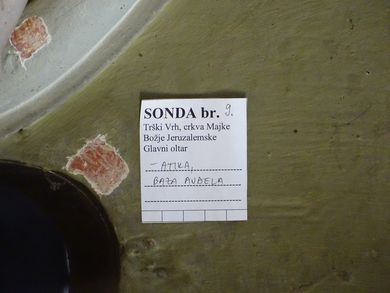 SONDA br. 9.
Trški Vrh, crkva Majke
Božje Jeruzalemske
Glavni oltar
- ATIKA,
BAZA ANĐELA